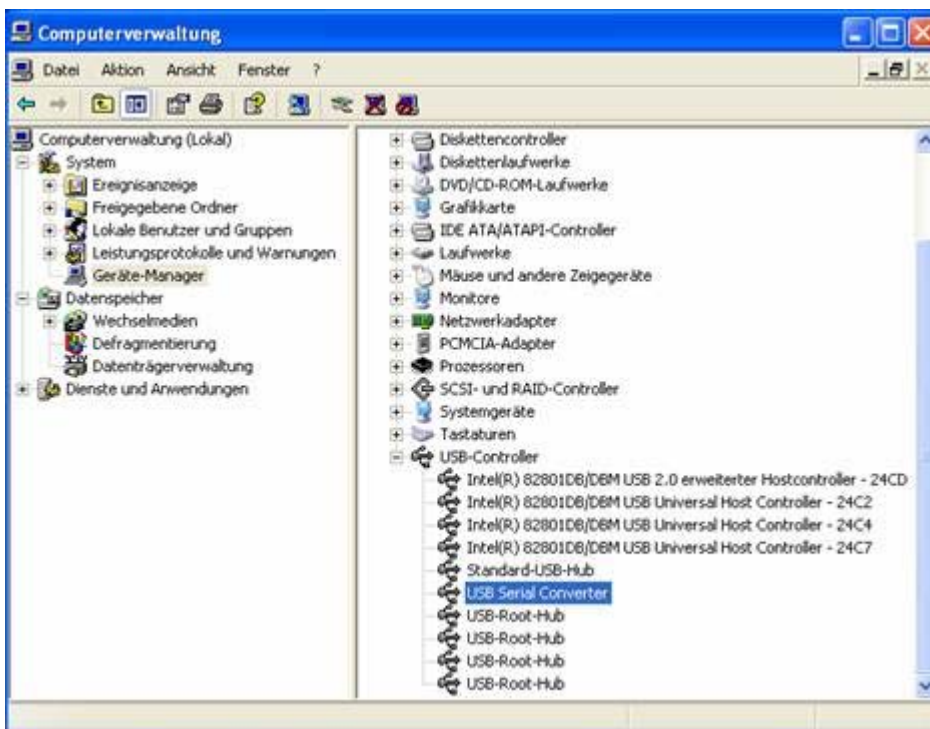 Computerverwaltung
Datei Aktion Ansicht Fenster ?
Computerverwaltung (Lokal)
System
Ereignisanzeige
Freigegebene Ordner
Lokale Benutzer und Gruppen
Leistungsprotokolle und Warnungen
Geräte-Manager
Datenspeicher
Wechselmedien
Defragmentierung
Datenträgerverwaltung
Dienste und Anwendungen
Diskettencontroller
Diskettenlaufwerke
DVD/CD-ROM-Laufwerke
Grafikkarte
IDE ATA/ATAPI-Controller
Laufwerke
Mäuse und andere Zeigegeräte
Monitore
Netzwerkadapter
PCMCIA-Adapter
Prozessoren
SCSI- und RAID-Controller
Systemgeräte
Tastaturen
USB-Controller
Intel(R) 82801DB/DBM USB 2.0 erweiterter Hostcontroller - 24CD
Intel(R) 82801DB/DBM USB Universal Host Controller - 24C2
Intel(R) 82801DB/DBM USB Universal Host Controller - 24C4
Intel(R) 82801DB/DBM USB Universal Host Controller - 24C7
Standard-USB-Hub
USB Serial Converter
USB-Root-Hub
USB-Root-Hub
USB-Root-Hub
USB-Root-Hub